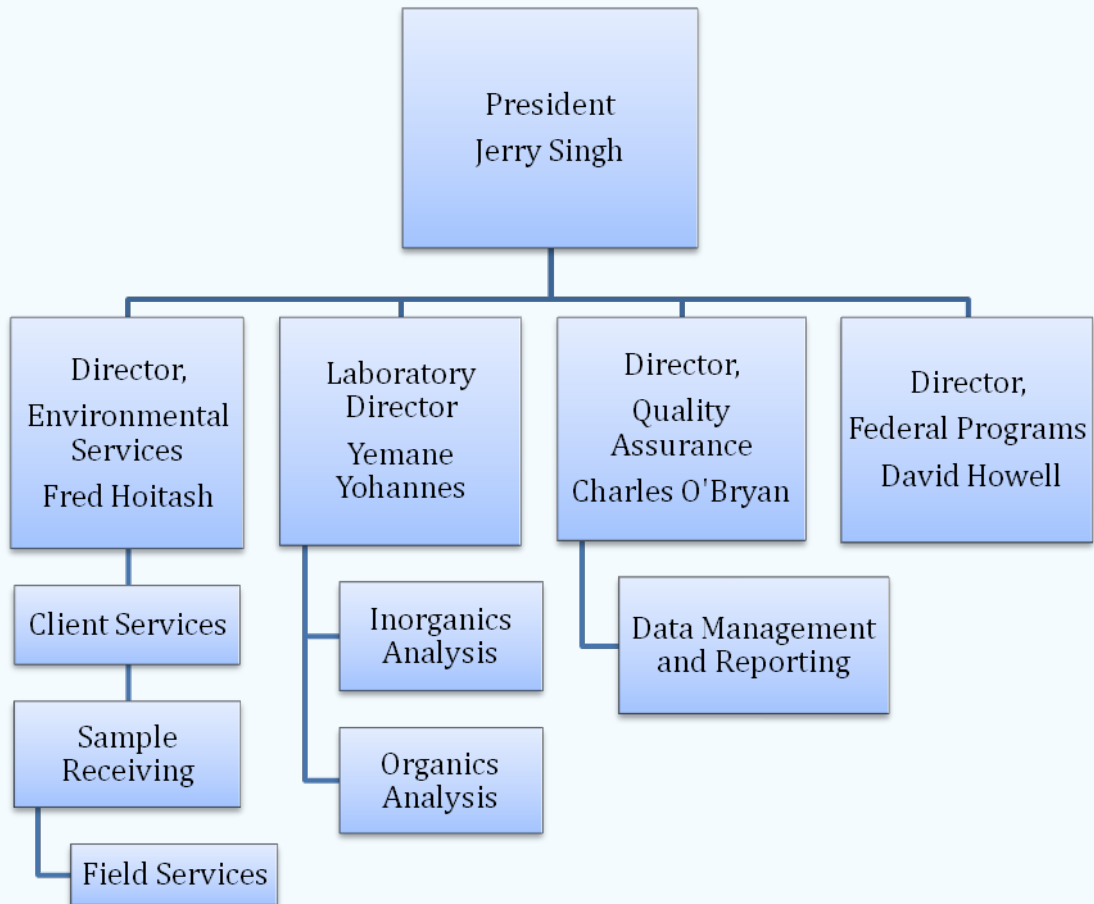 President
Jerry Singh
Director,
Environmental
Services
Fred Hoitash
Laboratory
Director
Yemane
Yohannes
Director,
Quality
Assurance
Charles O'Bryan
Director,
Federal Programs
David Howell
Client Services
Sample
Receiving
Field Services
Inorganics
Analysis
Organics
Analysis
Data Management
and Reporting